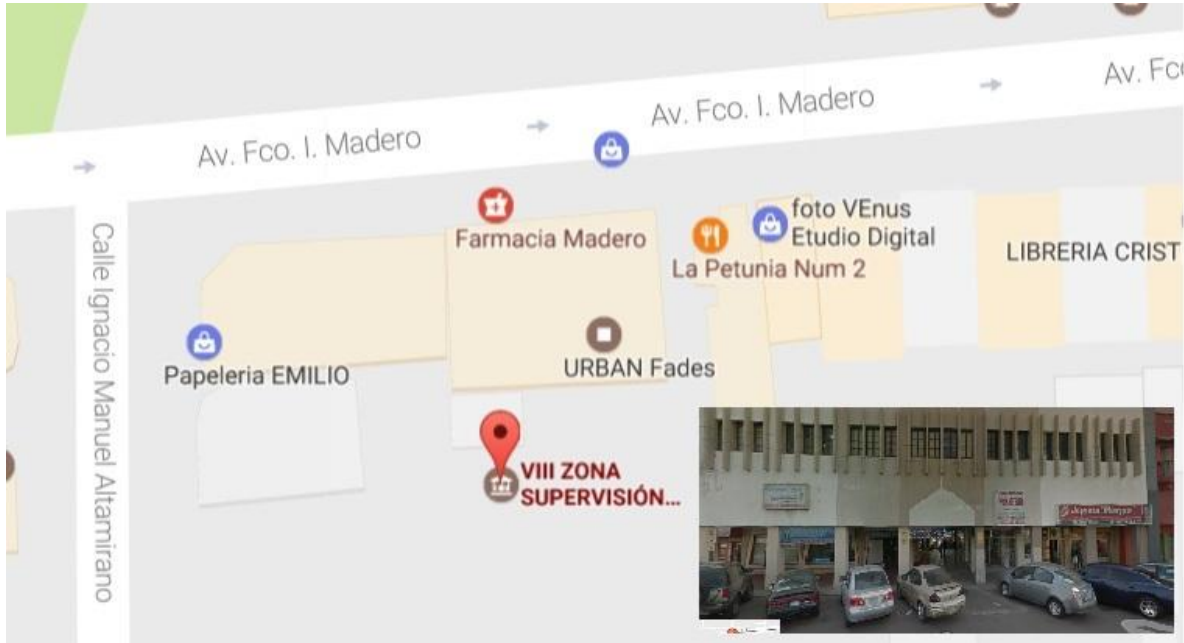 Av. Fco. I. Madero
Av. Fco. I. Madero
Av. Fc
Calle Ignacio Manuel Altamirano
Farmacia Madero
foto VEnus
Etudio Digital
La Petunia Num 2
LIBRERIA CRIST
URBAN Fades
Papeleria EMILIO
VIII ZONA
SUPERVISIÓN...